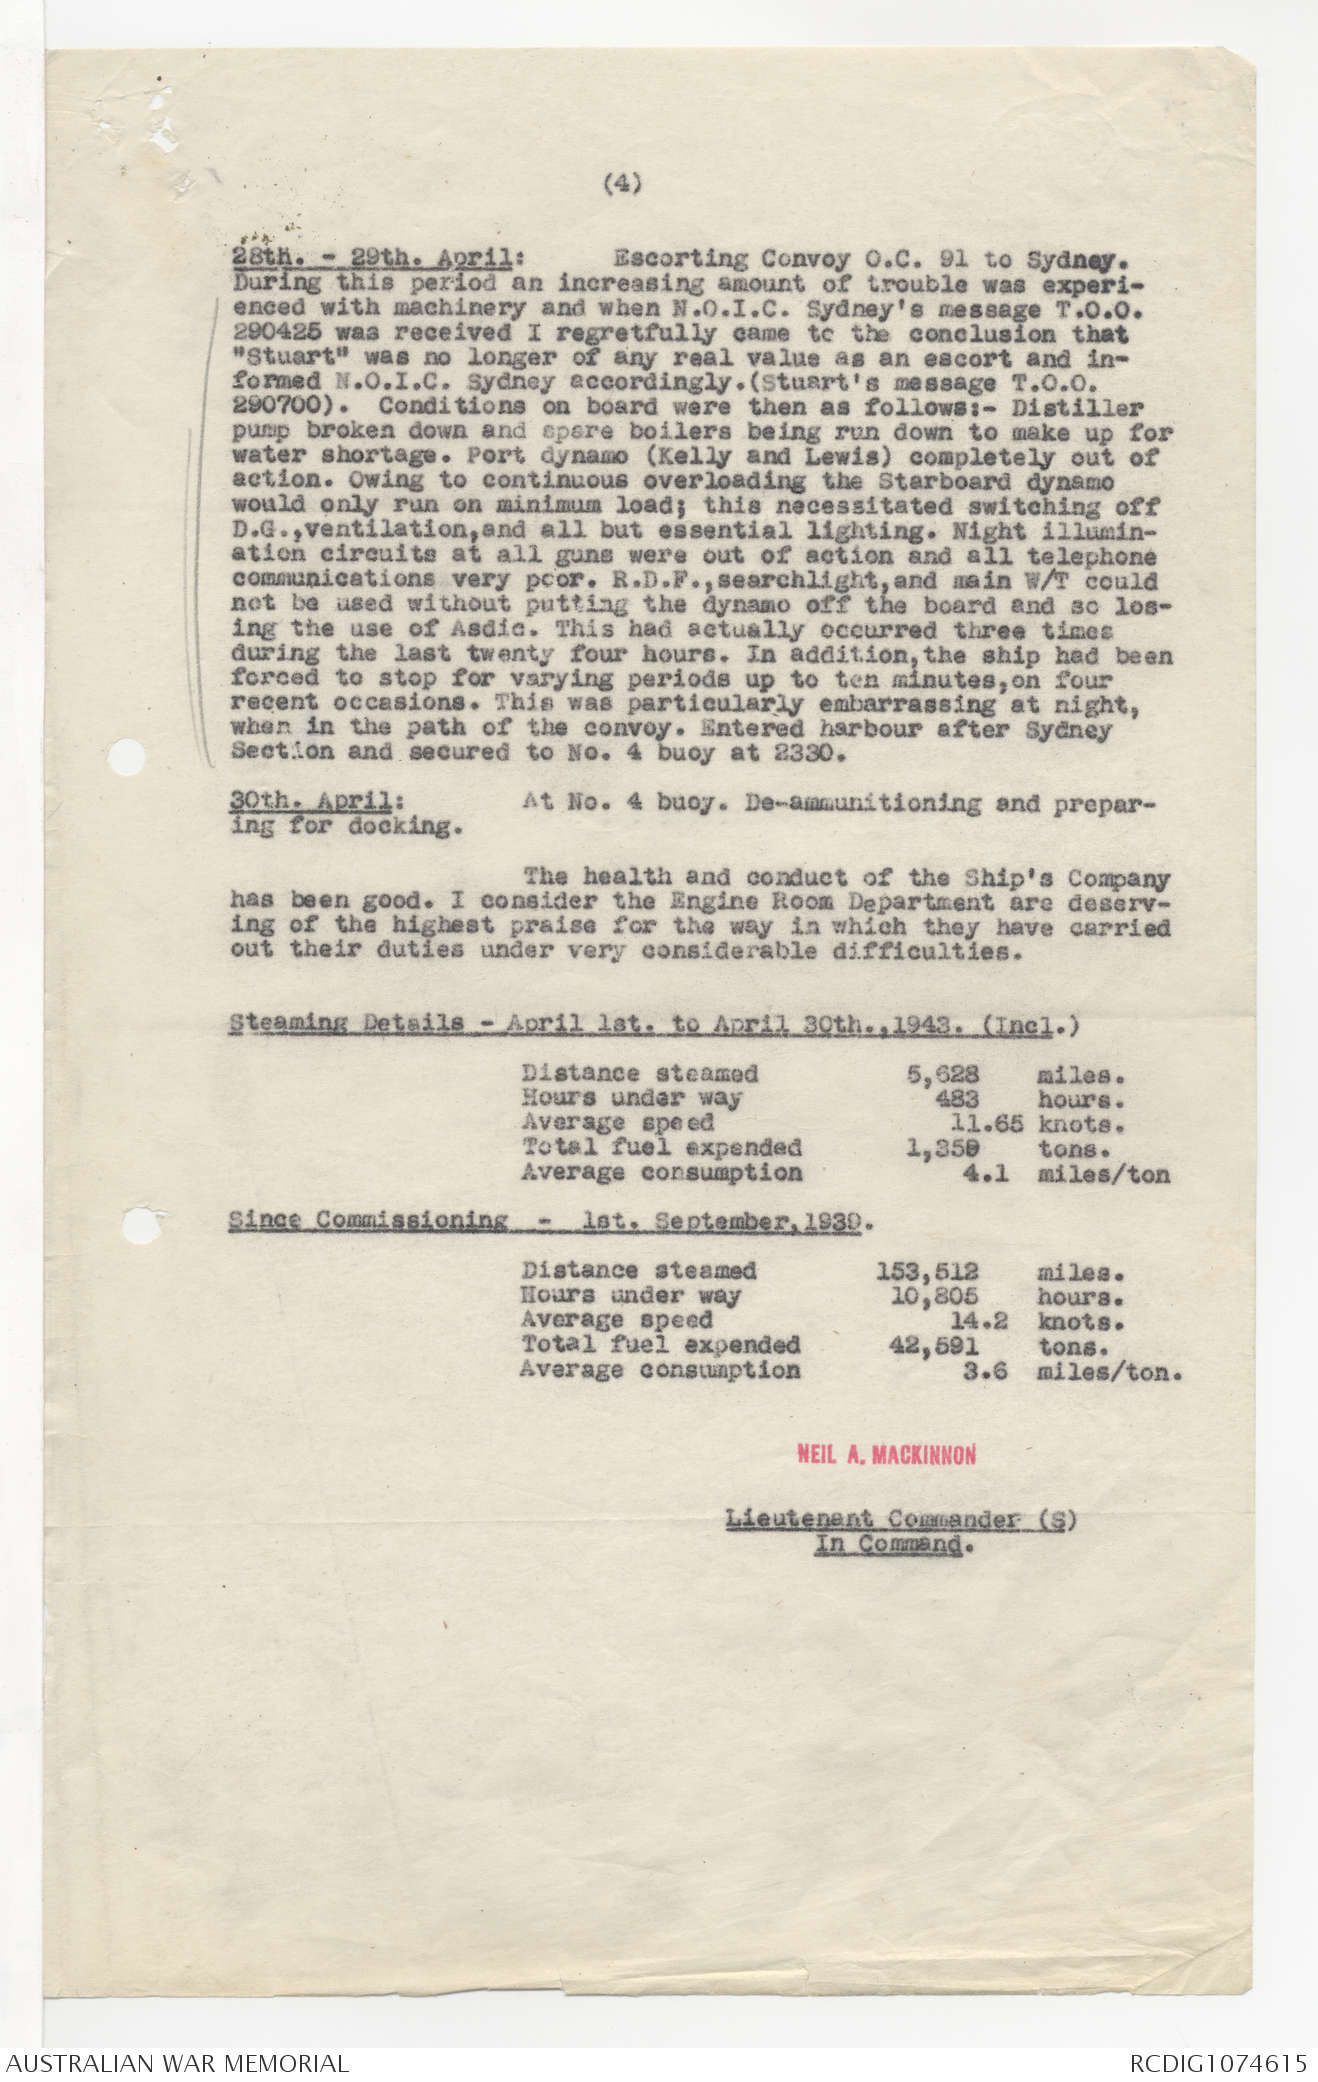 (4)
28th. - 29th. April: Escorting Convoy O.C. 91 to Sydney.
During this period an increasing amount of trouble was experi-
enced with machinery and when N.O.I.C. Sydney's message T.O.O.
290425 was received I regretfully came to the conclusion that
"Stuart" was no longer of any real value as an escort and in-
formed N.O.I.C. Sydney accordingly.(Stuart's message T.O.O.
290700). Conditions on board were then as follows:- Distiller
pump broken down and spare boilers being run down to make up for
water shortage. Port dynamo (Kelly and Lewis) completely out of
action. Owing to continuous overloading the Starboard dynamo
would only run on minimum load; this necessitated switching off
D.G.,ventilation,and all but essential lighting. Night illumin-
ation circuits at all guns were out of action and all telephone
communications very poor. R.D.F.,searchlight,and main W/T could
not be used without putting the dynamo off the board and so los-
ing the use of Asdic. This had actually occurred three times
during the last twenty four hours. In addition,the ship had been
forced to stop for varying periods up to ten minutes,on four
recent occasions. This was particularly embarrassing at night,
when in the path of the convoy. Entered harbour after Sydney
Section and secured to No. 4 buoy at 2330.
30th. April: At No. 4 buoy. De-ammunitioning and prepar-
ing for docking.
The health and conduct of the Ship's Company
has been good. I consider the Engine Room Department are deserv-
ing of the highest praise for the way in which they have carried
out their duties under very considerable difficulties.
Steaming Details - April 1st. to April 30th.,1943. (Incl.)
Distance steamed 5,628 miles.
Hours under way 483 hours.
Average speed 11.65 knots.
Total fuel expended tons.
Average consumption 4.1 miles/ton
Since Commissioning - 1st. September,1939.
Distance steamed 153,512 miles.
Hours under way 10,805 hours.
Average speed 14.2 knots.
Total fuel expended 42,591 tons.
Average consumption 3.6 miles/ton.
NEIL A. MACKINNON
Lieutenant Commander (S)
In Command.
AUSTRALIAN WAR MEMORIAL RCDIG1074615